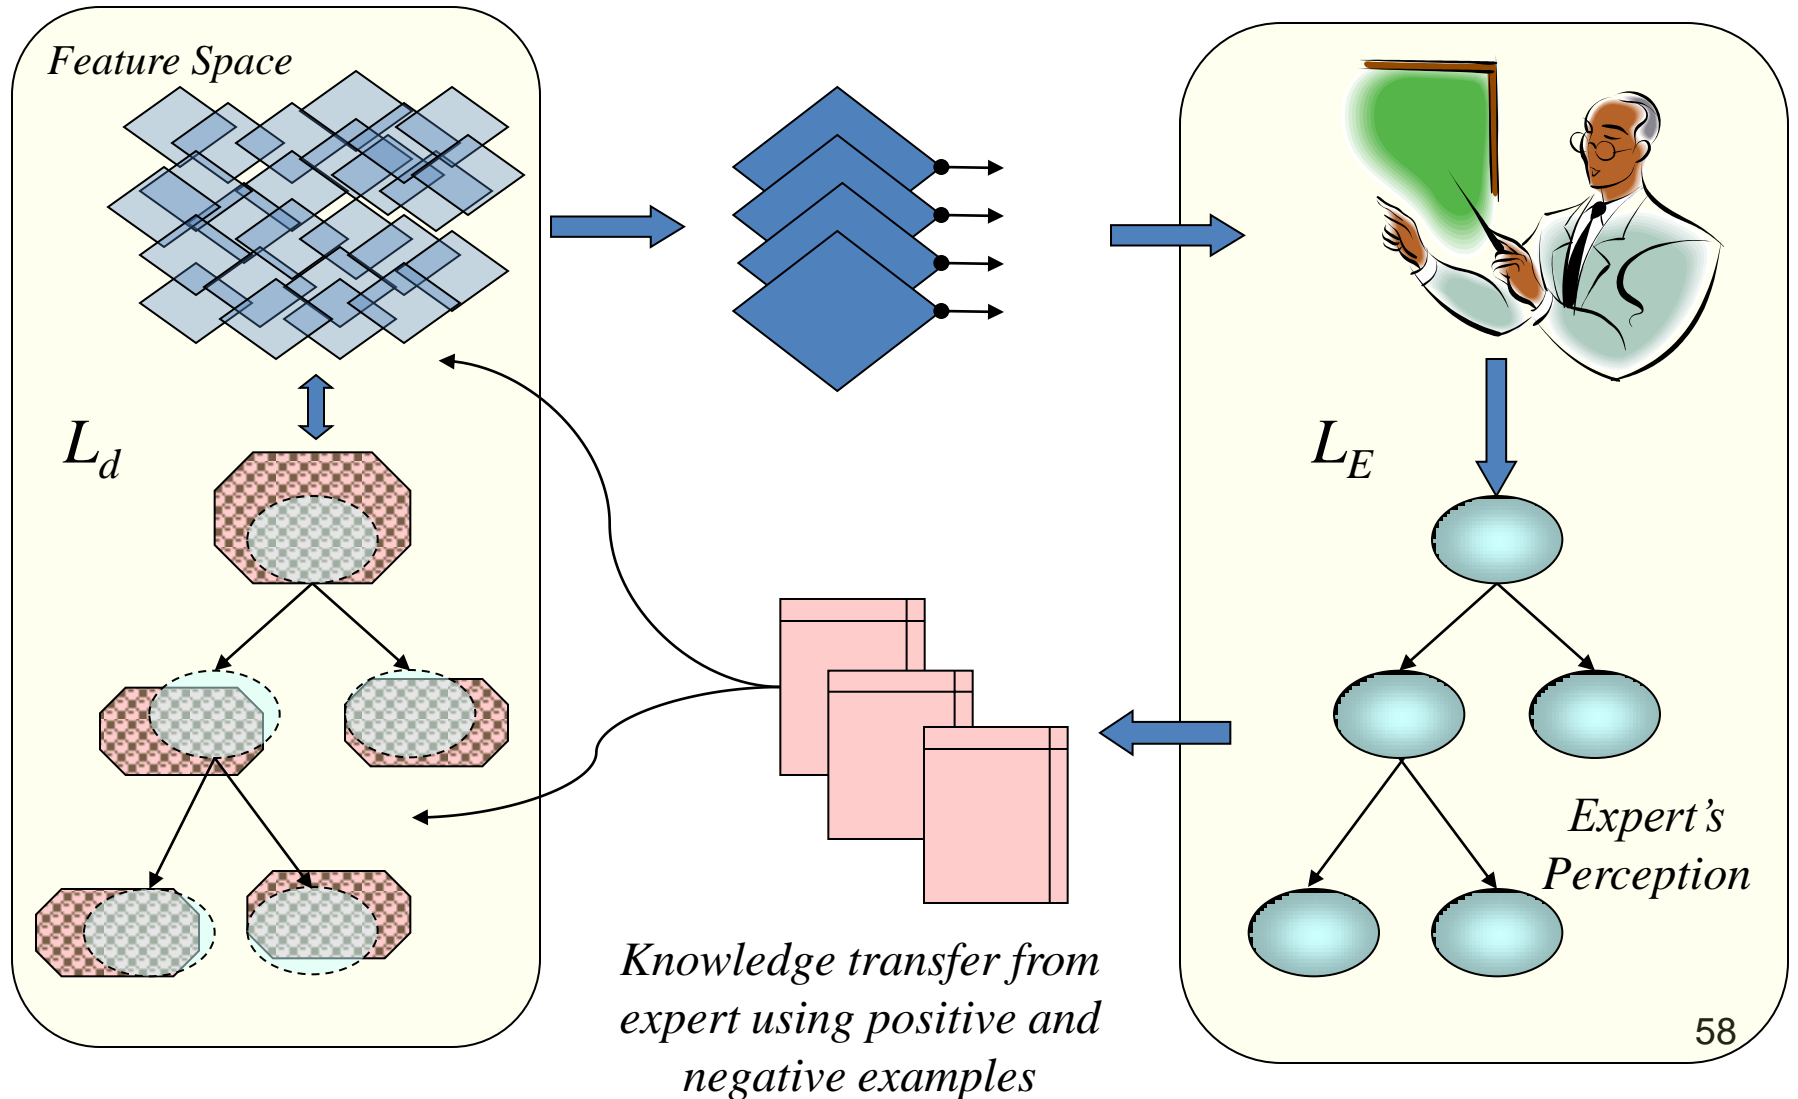 Feature Space
L_d
L_E
Expert’s
Perception
Knowledge transfer from
expert using positive and
negative examples
58